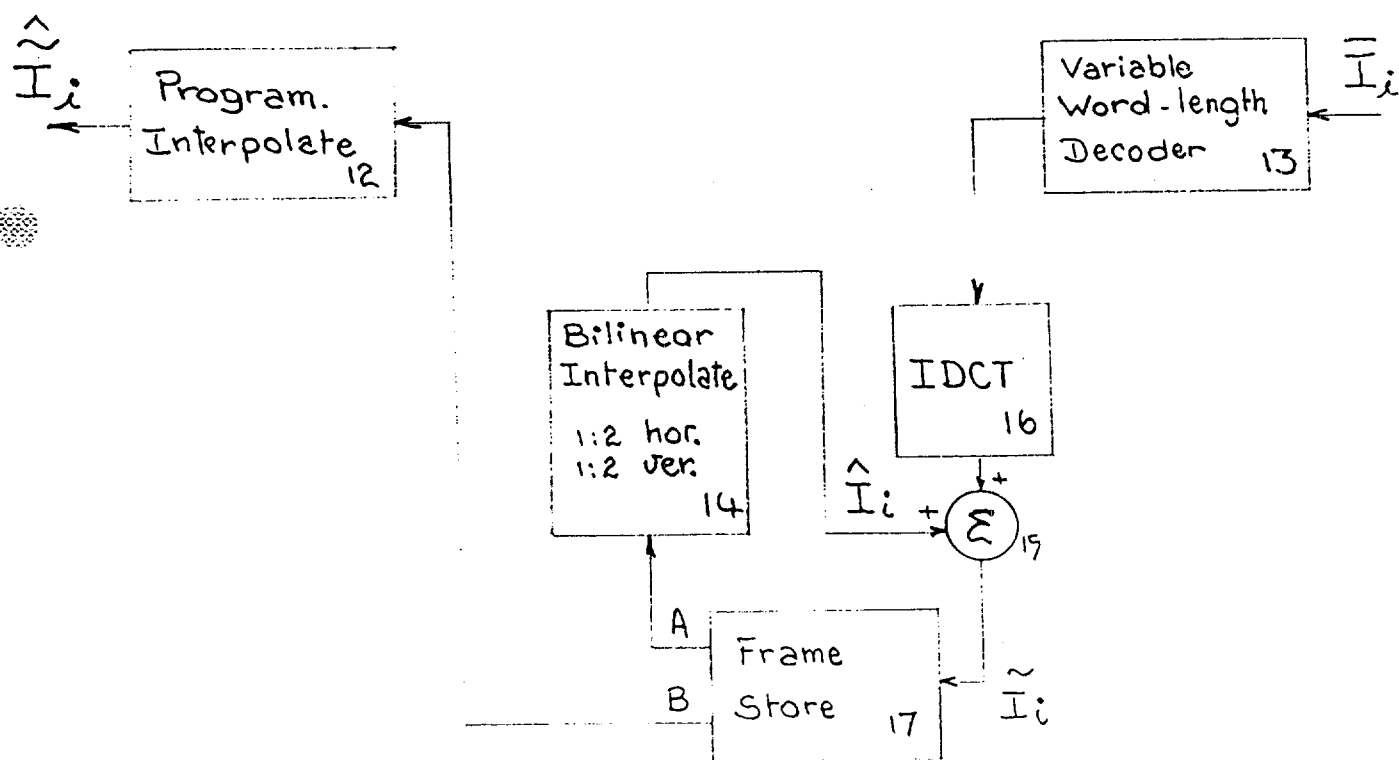 Î̃i
Program.
Interpolate
12
Variable
Word-length
Decoder 13
Īi
Bilinear
Interpolate
1:2 hor.
1:2 ver.
14
IDCT
16
Îi +
+
Σ
15
A
B
Frame
Store 17
Ĩi